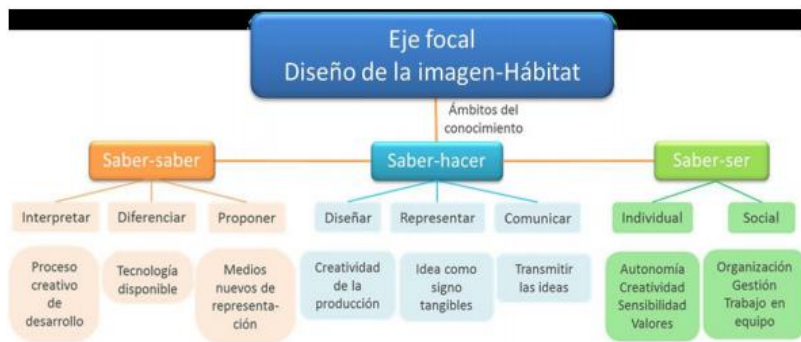 Eje focal
Diseño de la imagen-Hábitat
Ámbitos del
conocimiento
Saber-saber
Saber-hacer
Saber-ser
Interpretar
Diferenciar
Proponer
Diseñar
Representar
Comunicar
Individual
Social
Proceso
creativo
de
desarrollo
Tecnología
disponible
Medios
nuevos de
representa-
ción
Creatividad
de la
producción
Idea como
signo
tangibles
Transmitir
las ideas
Autonomía
Creatividad
Sensibilidad
Valores
Organización
Gestión
Trabajo en
equipo